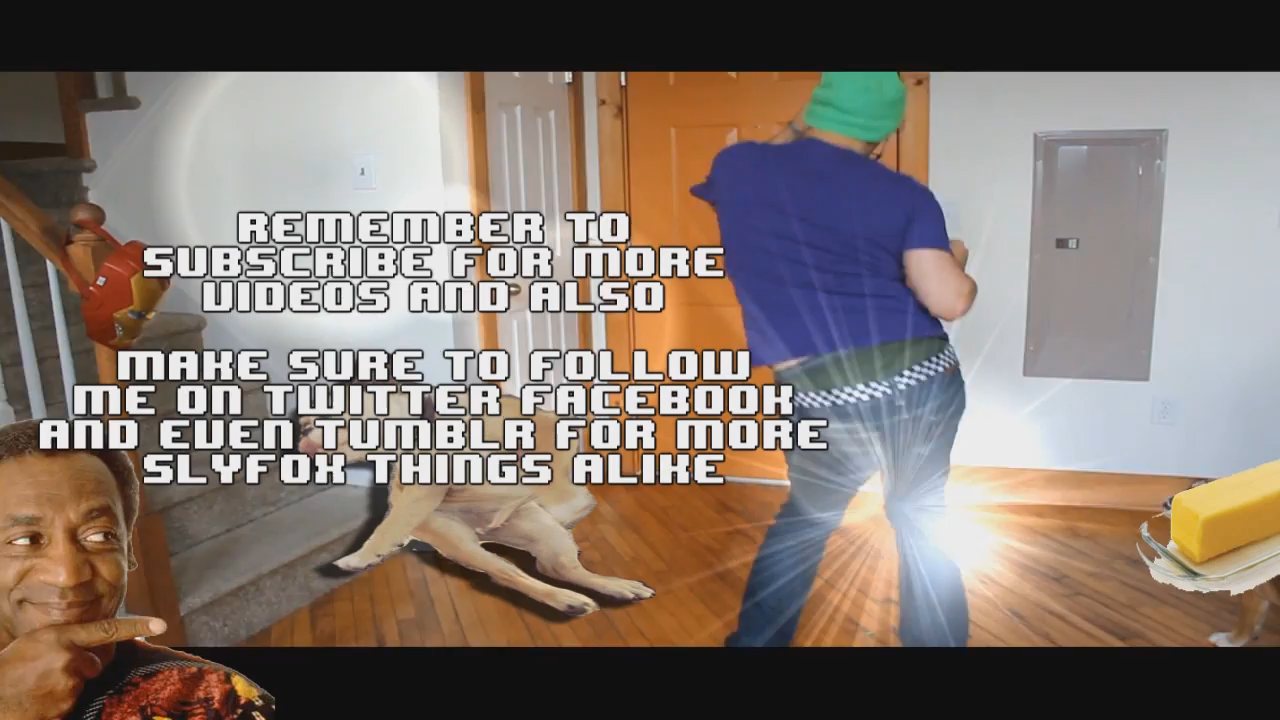 REMEMBER TO
SUBSCRIBE FOR MORE
VIDEOS AND ALSO
MAKE SURE TO FOLLOW
ME ON TWITTER FACEBOOK
AND EVEN TUMBLR FOR MORE
SLYFOX THINGS ALIKE